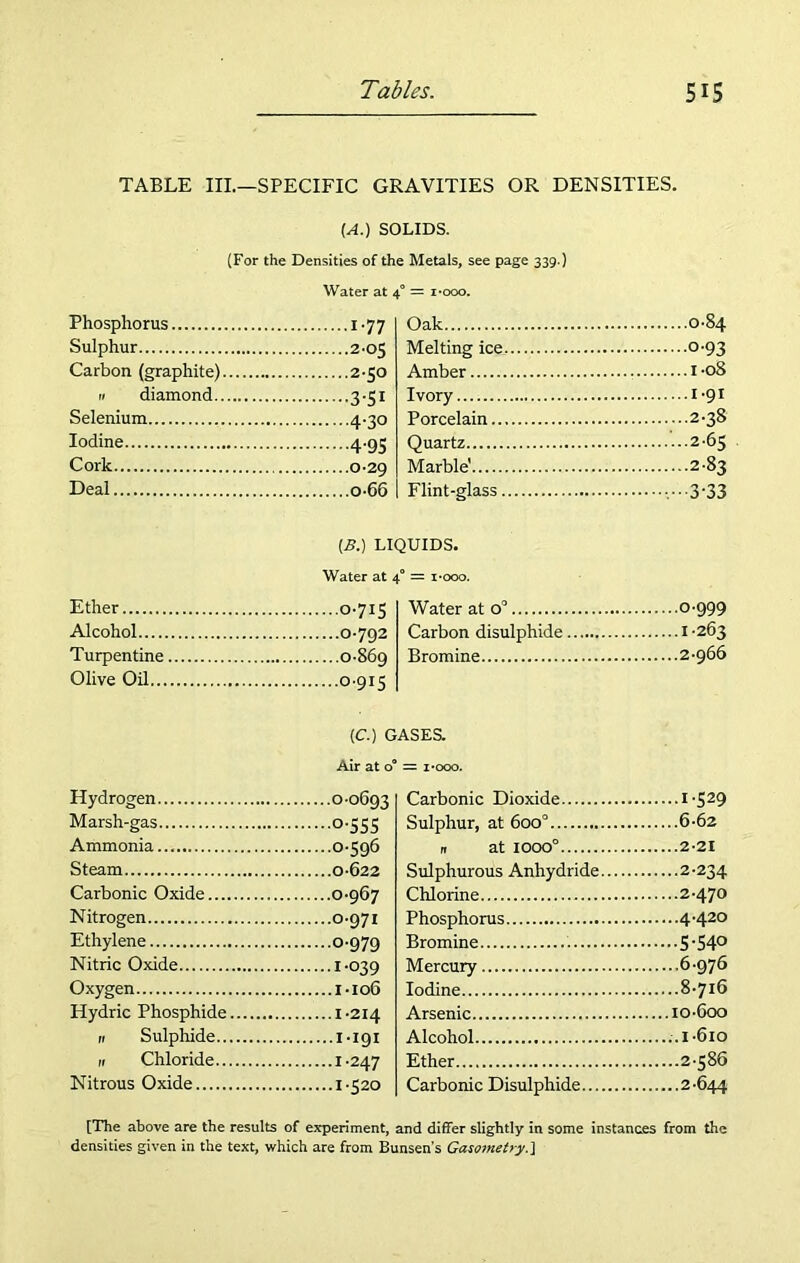 Tables. 515
TABLE III.—SPECIFIC GRAVITIES OR DENSITIES.
(A.) SOLIDS.
(For the Densities of the Metals, see page 339.)
Water at 4° = 1·000.
Phosphorus....................1·77
Sulphur....................2·05
Carbon (graphite)....................2·50
" diamond....................3·51
Selenium....................4·30
Iodine....................4·95
Cork....................0·29
Deal....................0·66
Oak....................0·84
Melting ice....................0·93
Amber....................1·08
Ivory....................1·91
Porcelain....................2·38
Quartz....................2·65
Marble'....................2·83
Flint-glass....................3·33
(B.) LIQUIDS.
Water at 4° = 1·000.
Ether....................0·715
Alcohol....................0·792
Turpentine....................0·869
Olive Oil....................0·915
Water at 0°....................0·999
Carbon disulphide....................1·263
Bromine....................2·966
(C.) GASES.
Air at 0° = 1·000.
Hydrogen....................0·0693
Marsh-gas....................0·555
Ammonia....................0·596
Steam....................0·622
Carbonic Oxide....................0·967
Nitrogen....................0·971
Ethylene....................0·979
Nitric Oxide....................1·039
Oxygen....................1·106
Hydric Phosphide....................1·214
" Sulphide....................1·191
" Chloride....................1·247
Nitrous Oxide....................1·520
Carbonic Dioxide....................1·529
Sulphur, at 600°....................6·62
" at 1000°....................2·21
Sulphurous Anhydride....................2·234
Chlorine....................2·470
Phosphorus....................4·420
Bromine....................5·540
Mercury....................6·976
Iodine....................8·716
Arsenic....................10·600
Alcohol....................1·610
Ether....................2·586
Carbonic Disulphide....................2·644
[The above are the results of experiment, and differ slightly in some instances from the
densities given in the text, which are from Bunsen's Gasometry.]